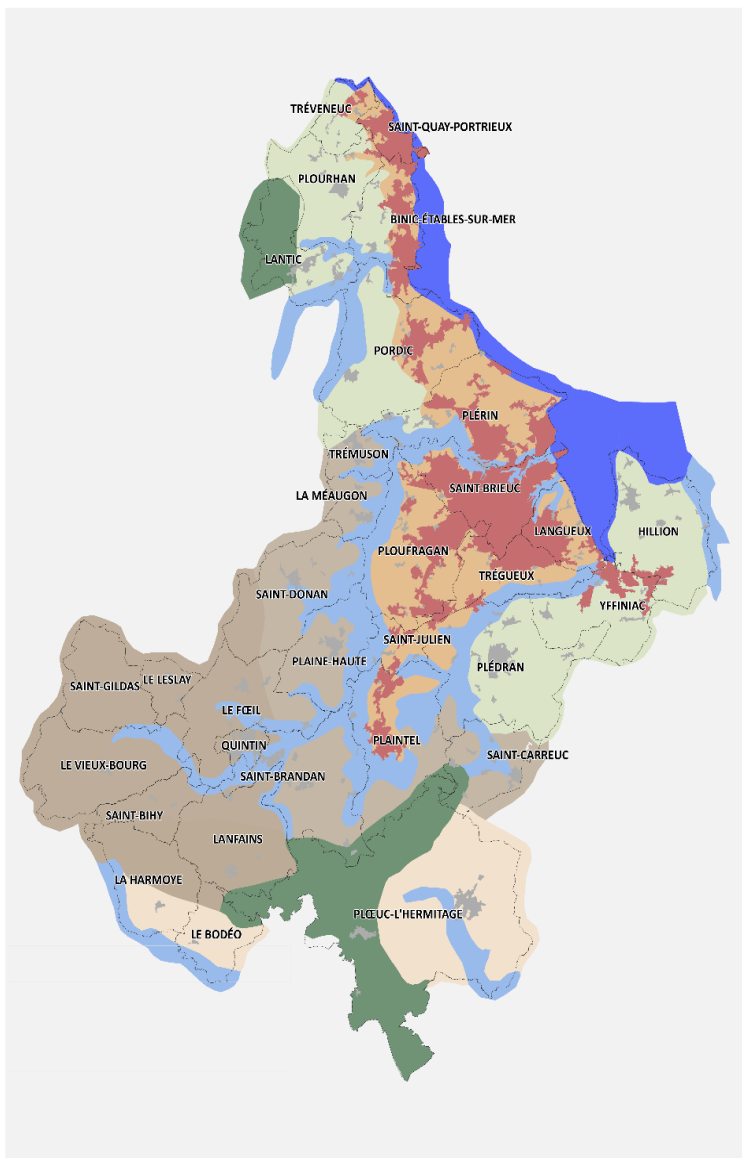 TRÉVENEUC
SAINT-QUAY-PORTRIEUX
PLOURHAN
BINIC-ÉTABLES-SUR-MER
LANTIC
PORDIC
PLÉRIN
TRÉMUSON
SAINT-BRIEUC
LA MÉAUGON
LANGUEUX
HILLION
PLOUFRAGAN
TRÉGUEUX
SAINT-DONAN
YFFINIAC
SAINT-JULIEN
PLAINE-HAUTE
PLÉDRAN
LE LESLAY
SAINT-GILDAS
LE FŒIL
PLAINTEL
QUINTIN
SAINT-CARREUC
LE VIEUX-BOURG
SAINT-BRANDAN
SAINT-BIHY
LANFAINS
LA HARMOYE
PLŒUC-L'HERMITAGE
LE BODÉO